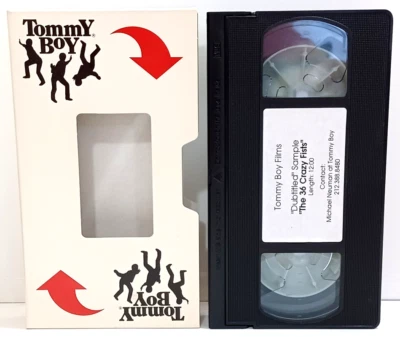 TOMMY
BOY
TOMMY
BOY
Tommy Boy Films
"Dubtitled" Sample
"The 36 Crazy Fists"
Length: 12:00
Contact:
Michael Neuman at Tommy Boy
212.388.8480